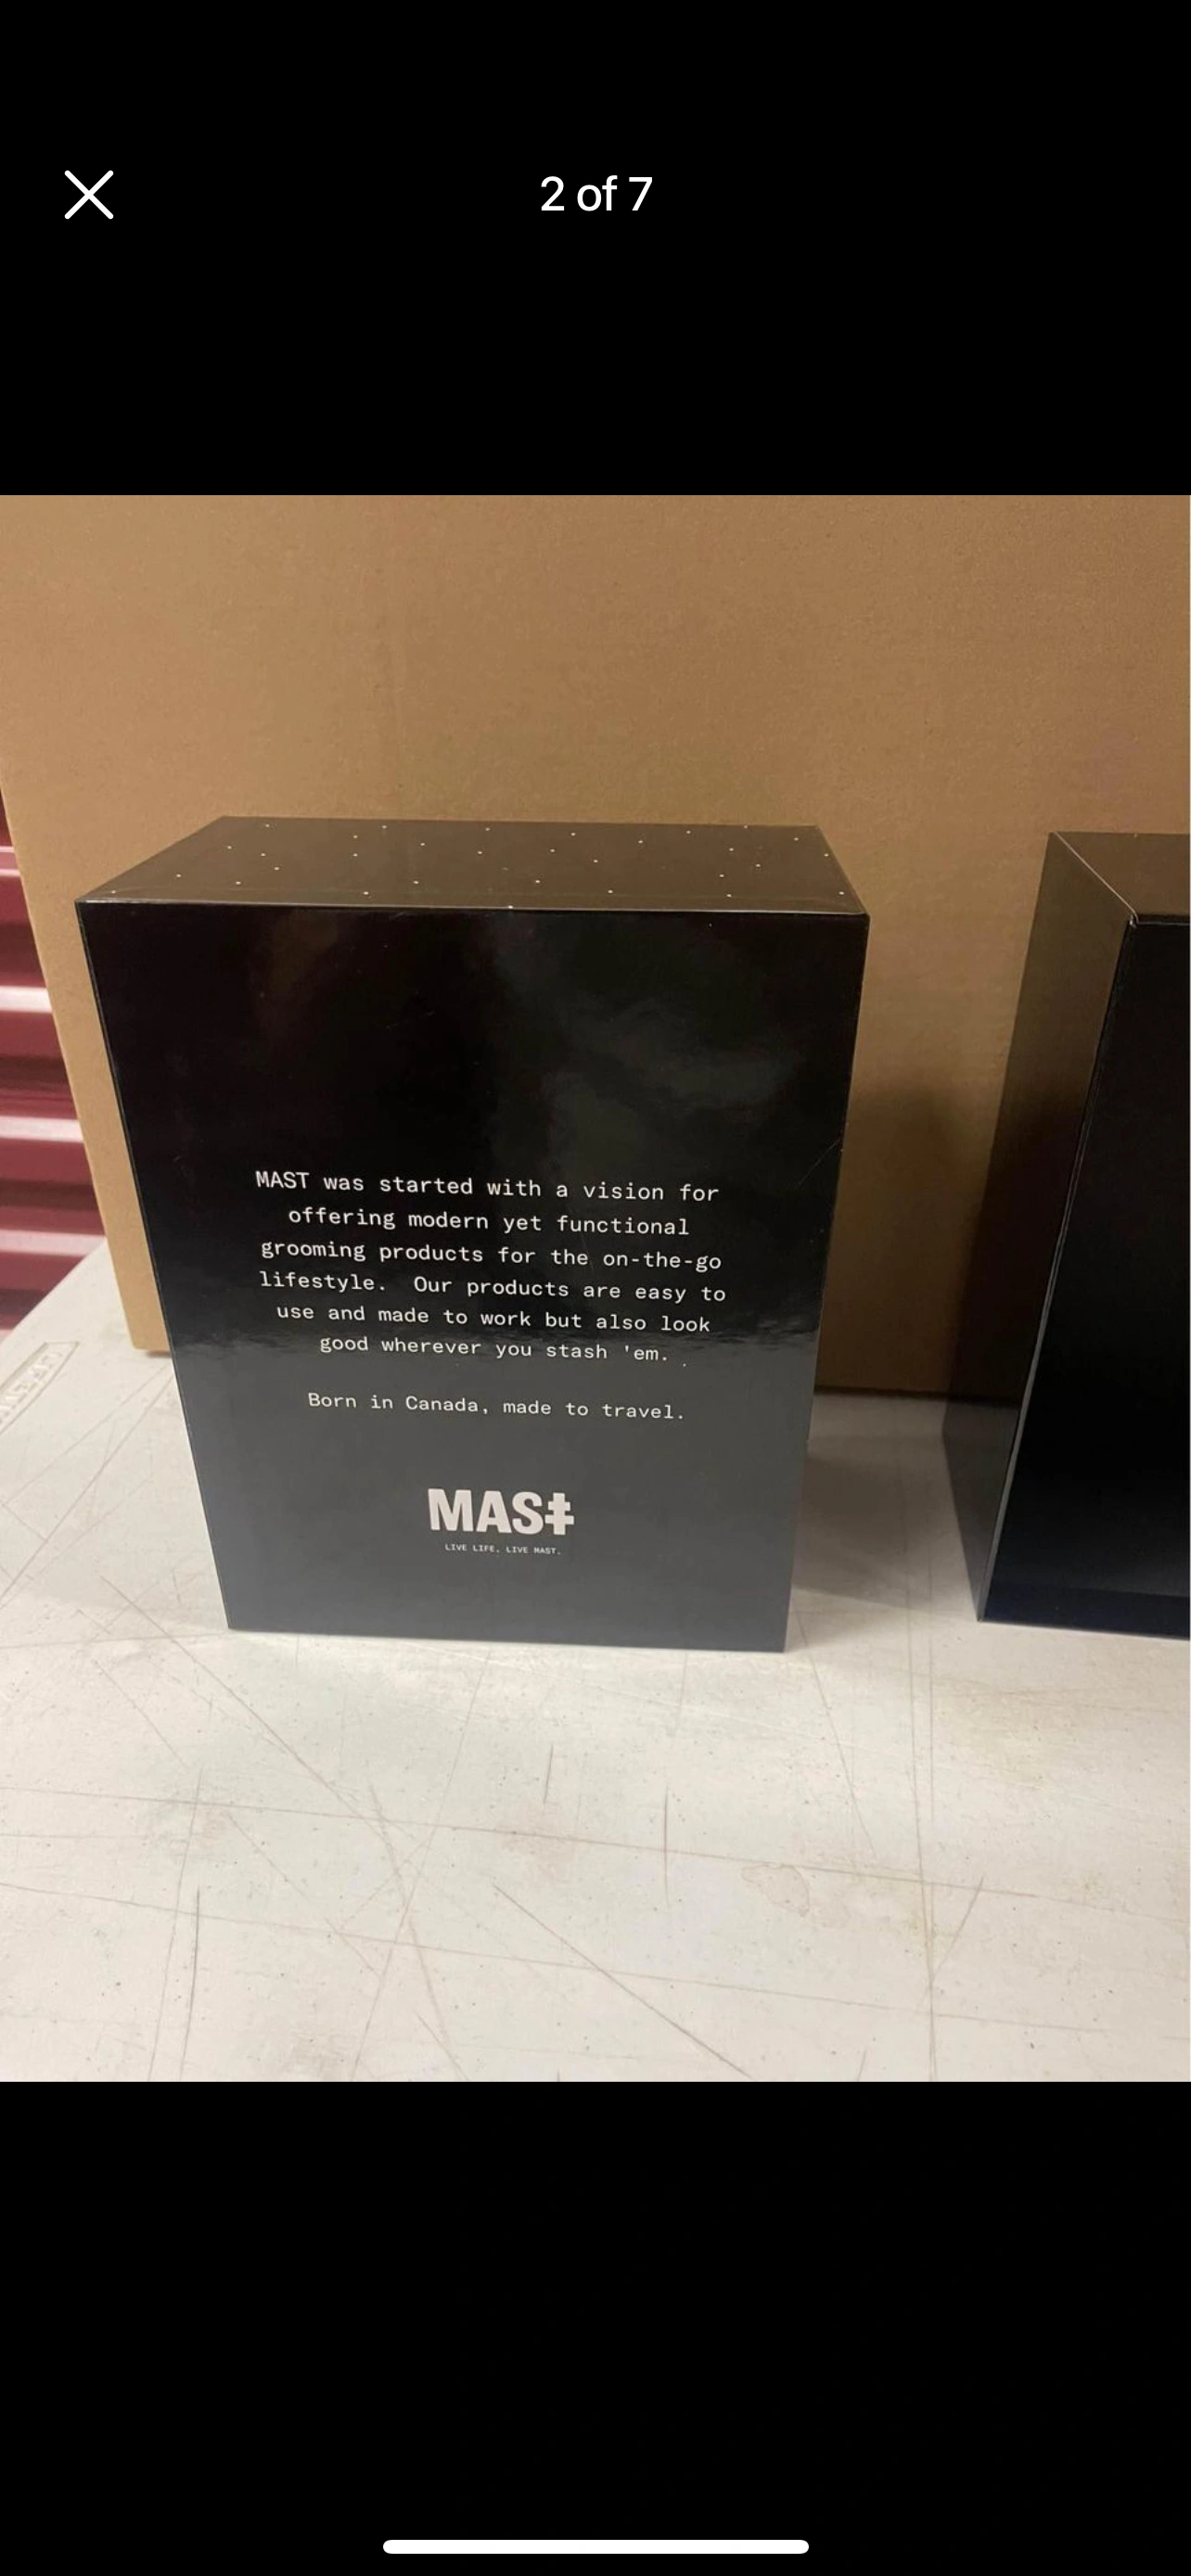 2 of 7
MAST was started with a vision for
offering modern yet functional
grooming products for the on-the-go
lifestyle. Our products are easy to
use and made to work but also look
good wherever you stash 'em.
Born in Canada, made to travel.
MAST
LIVE LIFE. LIVE MAST.